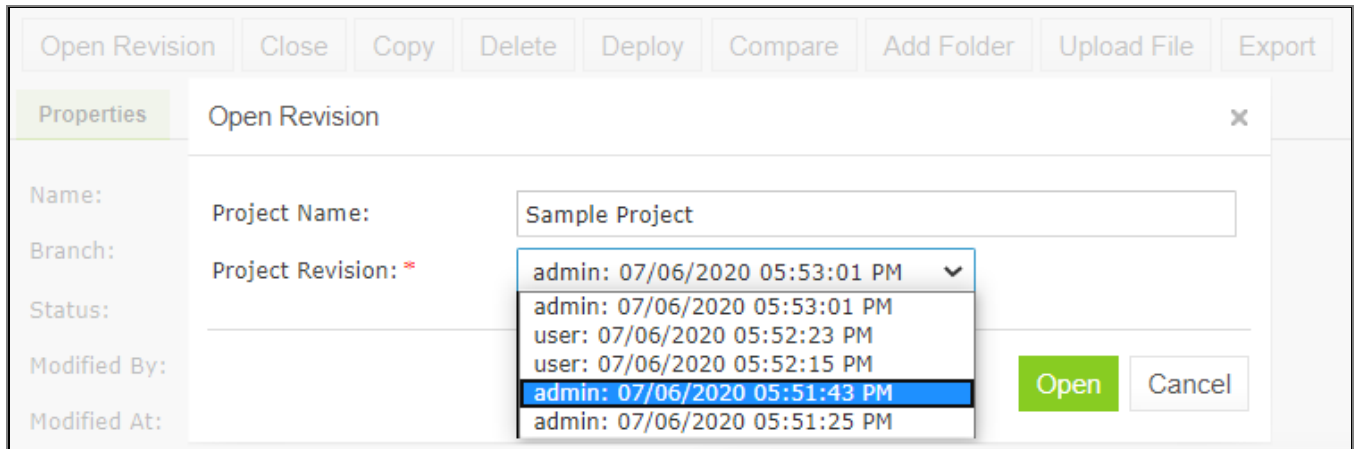 Open Revision Close Copy Delete Deploy Compare Add Folder Upload File Export
Properties Open Revision ×
Name:
Project Name: Sample Project
Branch:
Project Revision: * admin: 07/06/2020 05:53:01 PM
admin: 07/06/2020 05:53:01 PM
Status:
user: 07/06/2020 05:52:23 PM
user: 07/06/2020 05:52:15 PM
Modified By:
admin: 07/06/2020 05:51:43 PM
Open Cancel
Modified At:
admin: 07/06/2020 05:51:25 PM